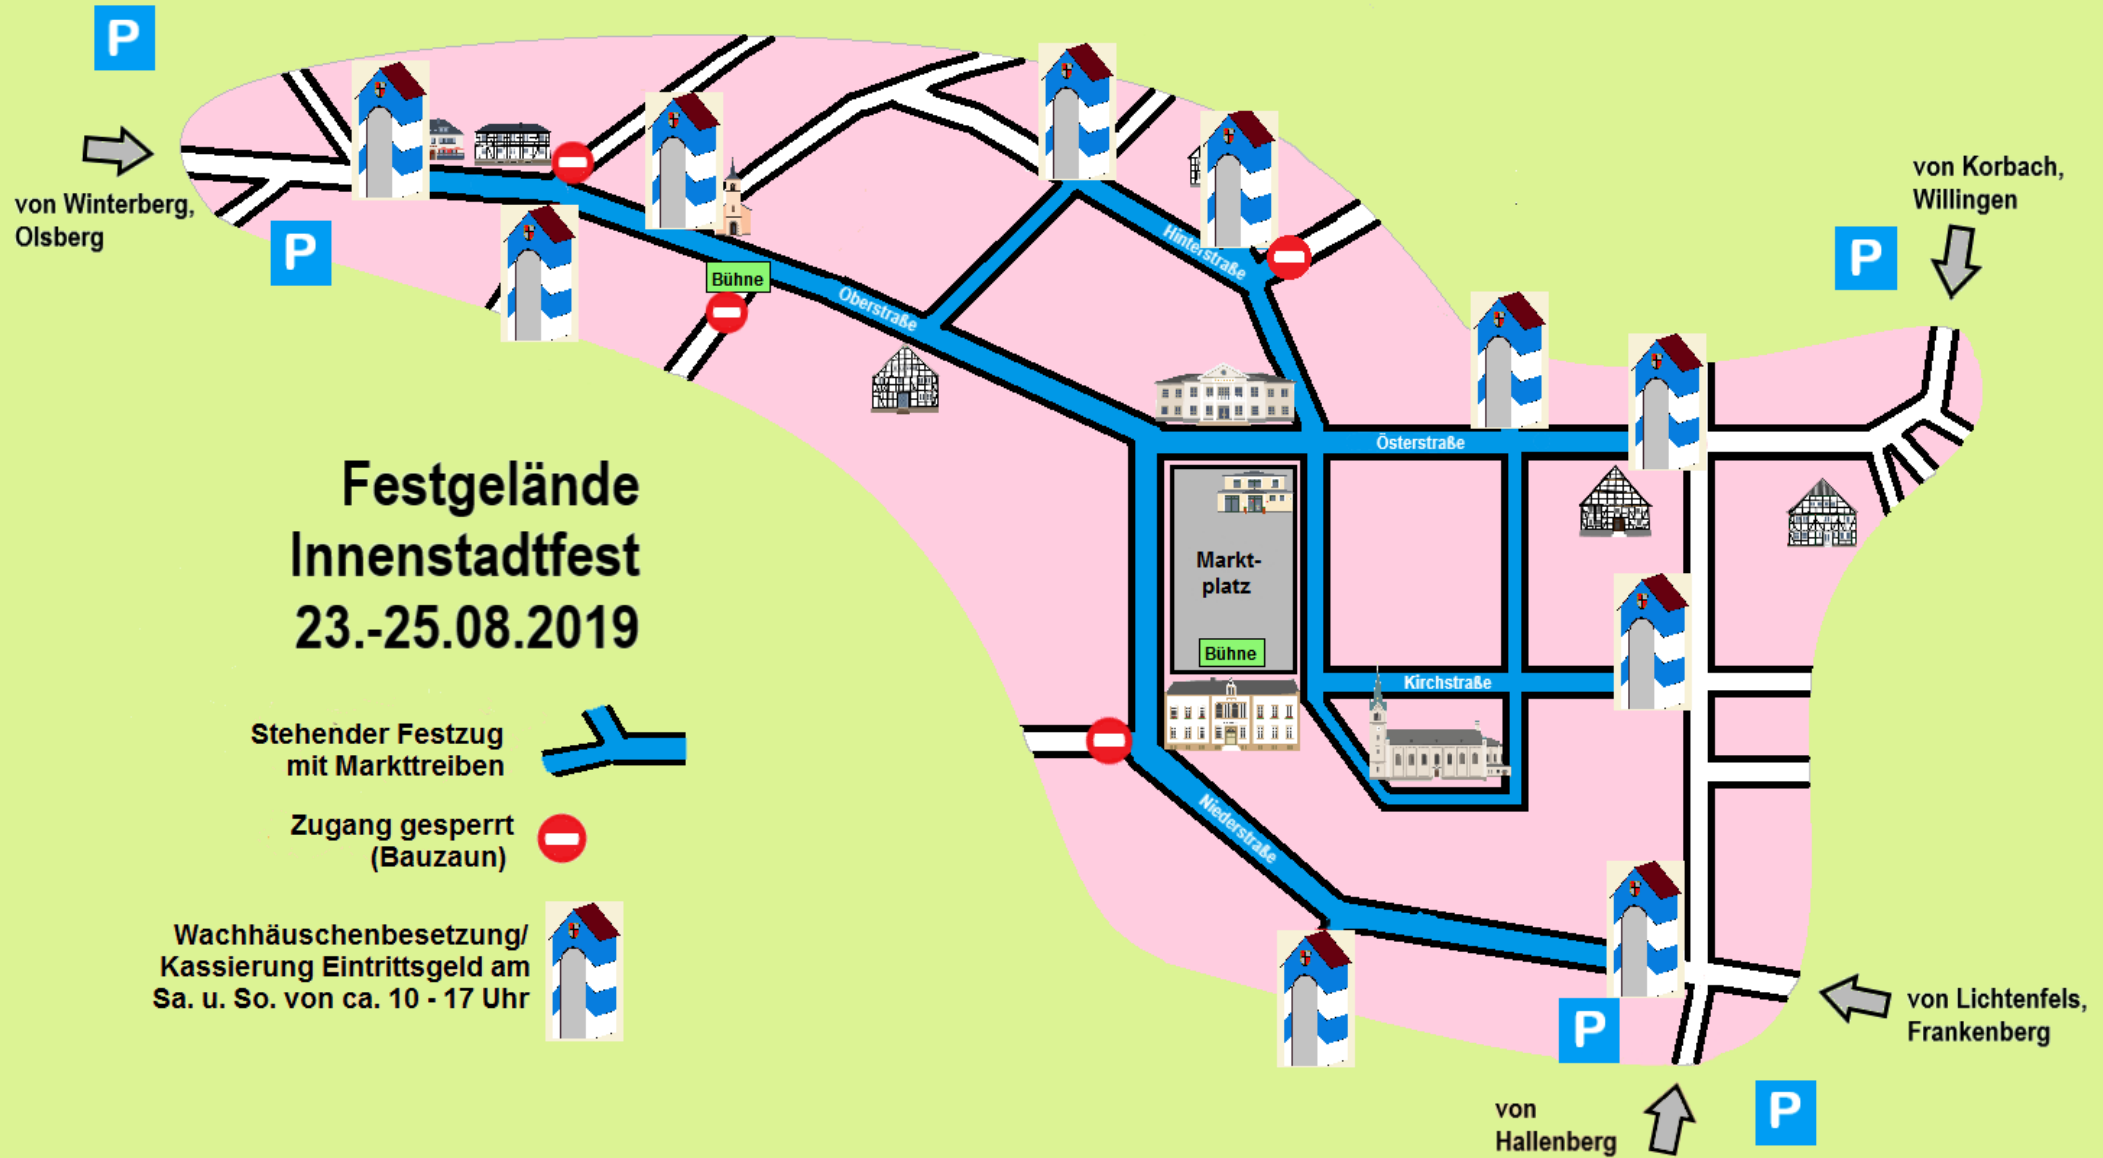 P
von Winterberg,
Olsberg
P
Bühne
Oberstraße
Hinterstraße
von Korbach,
Willingen
P
Österstraße
Markt-
platz
Bühne
Kirchstraße
Niederstraße
Festgelände
Innenstadtfest
23.-25.08.2019
Stehender Festzug
mit Markttreiben
Zugang gesperrt
(Bauzaun)
Wachhäuschenbesetzung/
Kassierung Eintrittsgeld am
Sa. u. So. von ca. 10 - 17 Uhr
von Lichtenfels,
Frankenberg
P
P
von
Hallenberg